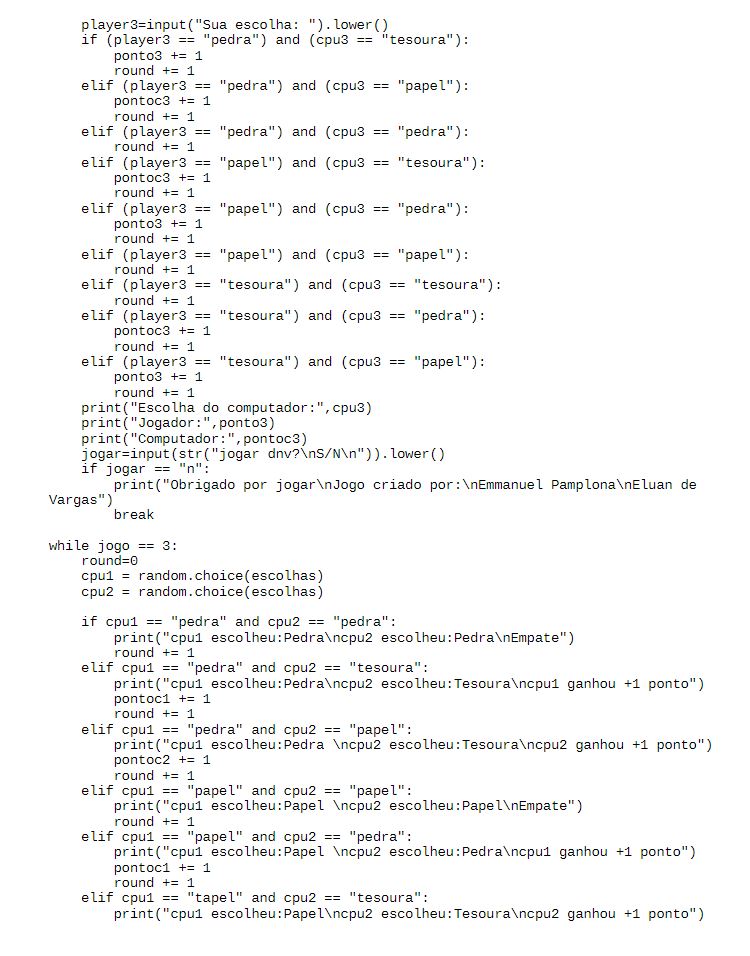 player3=input("Sua escolha: ").lower()
    if (player3 == "pedra") and (cpu3 == "tesoura"):
        ponto3 += 1
        round += 1
    elif (player3 == "pedra") and (cpu3 == "papel"):
        pontoc3 += 1
        round += 1
    elif (player3 == "pedra") and (cpu3 == "pedra"):
        round += 1
    elif (player3 == "papel") and (cpu3 == "tesoura"):
        pontoc3 += 1
        round += 1
    elif (player3 == "papel") and (cpu3 == "pedra"):
        ponto3 += 1
        round += 1
    elif (player3 == "papel") and (cpu3 == "papel"):
        round += 1
    elif (player3 == "tesoura") and (cpu3 == "tesoura"):
        round += 1
    elif (player3 == "tesoura") and (cpu3 == "pedra"):
        pontoc3 += 1
        round += 1
    elif (player3 == "tesoura") and (cpu3 == "papel"):
        ponto3 += 1
        round += 1
    print("Escolha do computador:",cpu3)
    print("Jogador:",ponto3)
    print("Computador:",pontoc3)
    jogar=input(str("jogar dnv?\nS/N\n")).lower()
    if jogar == "n":
        print("Obrigado por jogar\nJogo criado por:\nEmmanuel Pamplona\nEluan de
Vargas")
        break

while jogo == 3:
    round=0
    cpu1 = random.choice(escolhas)
    cpu2 = random.choice(escolhas)

    if cpu1 == "pedra" and cpu2 == "pedra":
        print("cpu1 escolheu:Pedra\ncpu2 escolheu:Pedra\nEmpate")
        round += 1
    elif cpu1 == "pedra" and cpu2 == "tesoura":
        print("cpu1 escolheu:Pedra\ncpu2 escolheu:Tesoura\ncpu1 ganhou +1 ponto")
        pontoc1 += 1
        round += 1
    elif cpu1 == "pedra" and cpu2 == "papel":
        print("cpu1 escolheu:Pedra \ncpu2 escolheu:Tesoura\ncpu2 ganhou +1 ponto")
        pontoc2 += 1
        round += 1
    elif cpu1 == "papel" and cpu2 == "papel":
        print("cpu1 escolheu:Papel \ncpu2 escolheu:Papel\nEmpate")
        round += 1
    elif cpu1 == "papel" and cpu2 == "pedra":
        print("cpu1 escolheu:Papel \ncpu2 escolheu:Pedra\ncpu1 ganhou +1 ponto")
        pontoc1 += 1
        round += 1
    elif cpu1 == "tapel" and cpu2 == "tesoura":
        print("cpu1 escolheu:Papel\ncpu2 escolheu:Tesoura\ncpu2 ganhou +1 ponto")